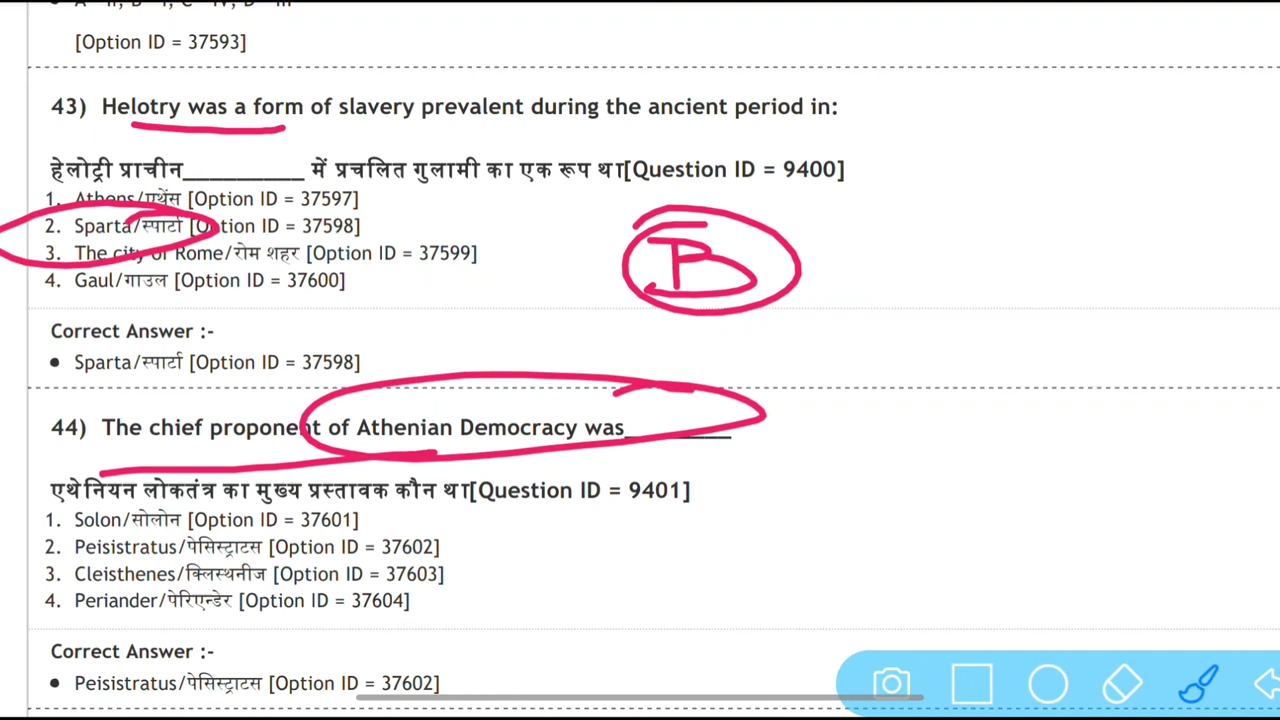 [Option ID = 37593]
43) Helotry was a form of slavery prevalent during the ancient period in:
हेलोट्री प्राचीन_________ में प्रचलित गुलामी का एक रूप था[Question ID = 9400]
1. Athens/एथेंस [Option ID = 37597]
2. Sparta/स्पार्टा [Option ID = 37598]
3. The city of Rome/रोम शहर [Option ID = 37599]
4. Gaul/गाउल [Option ID = 37600]
B
Correct Answer :-
• Sparta/स्पार्टा [Option ID = 37598]
44) The chief proponent of Athenian Democracy was_________
एथेनियन लोकतंत्र का मुख्य प्रस्तावक कौन था[Question ID = 9401]
1. Solon/सोलोन [Option ID = 37601]
2. Peisistratus/पेसिस्ट्राटस [Option ID = 37602]
3. Cleisthenes/क्लिस्थनीज [Option ID = 37603]
4. Periander/पेरिएन्डेर [Option ID = 37604]
Correct Answer :-
• Peisistratus/पेसिस्ट्राटस [Option ID = 37602]